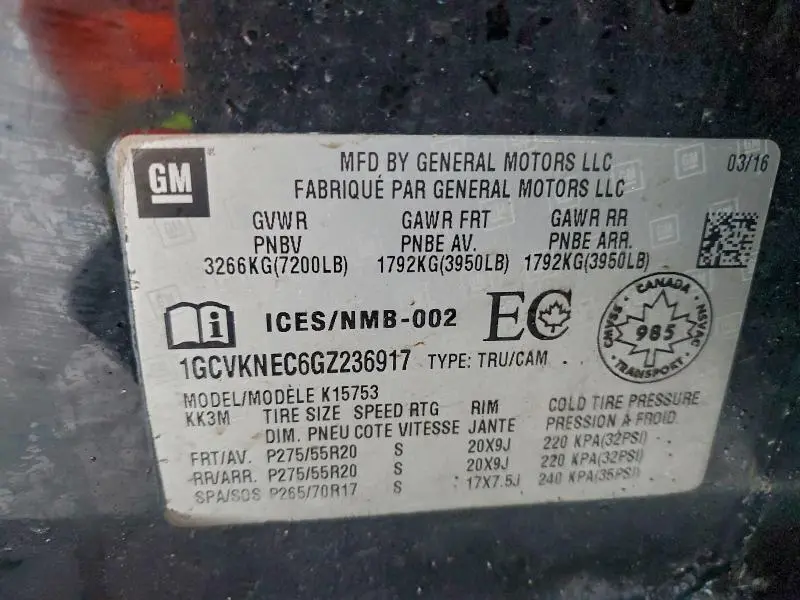 GM
MFD BY GENERAL MOTORS LLC
03/16
FABRIQUÉ PAR GENERAL MOTORS LLC
GVWR GAWR FRT GAWR RR
PNBV PNBE AV. PNBE ARR.
3266KG(7200LB) 1792KG(3950LB) 1792KG(3950LB)
i ICES/NMB-002 EC
CANADA
CMVSS 985 NSVAC
1GCVKNEC6GZ236917 TYPE: TRU/CAM
MODEL/MODÈLE K15753
KK3M TIRE SIZE SPEED RTG RIM COLD TIRE PRESSURE
DIM. PNEU COTE VITESSE JANTE PRESSION A FROID.
FRT/AV. P275/55R20 S 20X9J 220 KPA(32PSI)
RR/ARR. P275/55R20 S 20X9J 220 KPA(32PSI)
SPA/SOS P265/70R17 S 17X7.5J 240 KPA(35PSI)